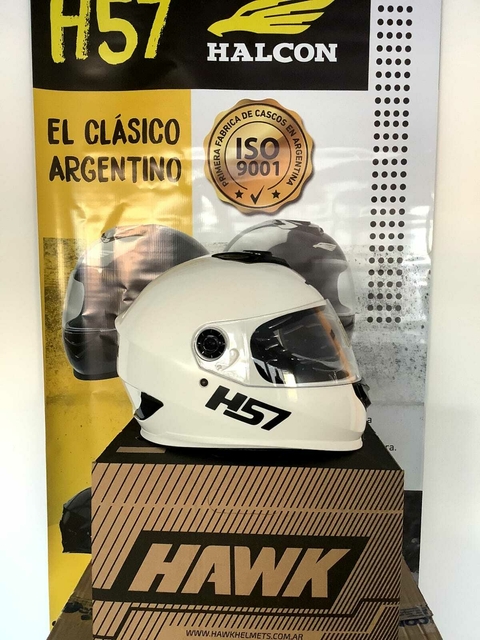 H57
HALCON
EL CLÁSICO
ARGENTINO
PRIMERA FABRICA DE CASCOS EN ARGENTINA
ISO
9001
H57
HAWK
WWW.HAWKHELMETS.COM.AR